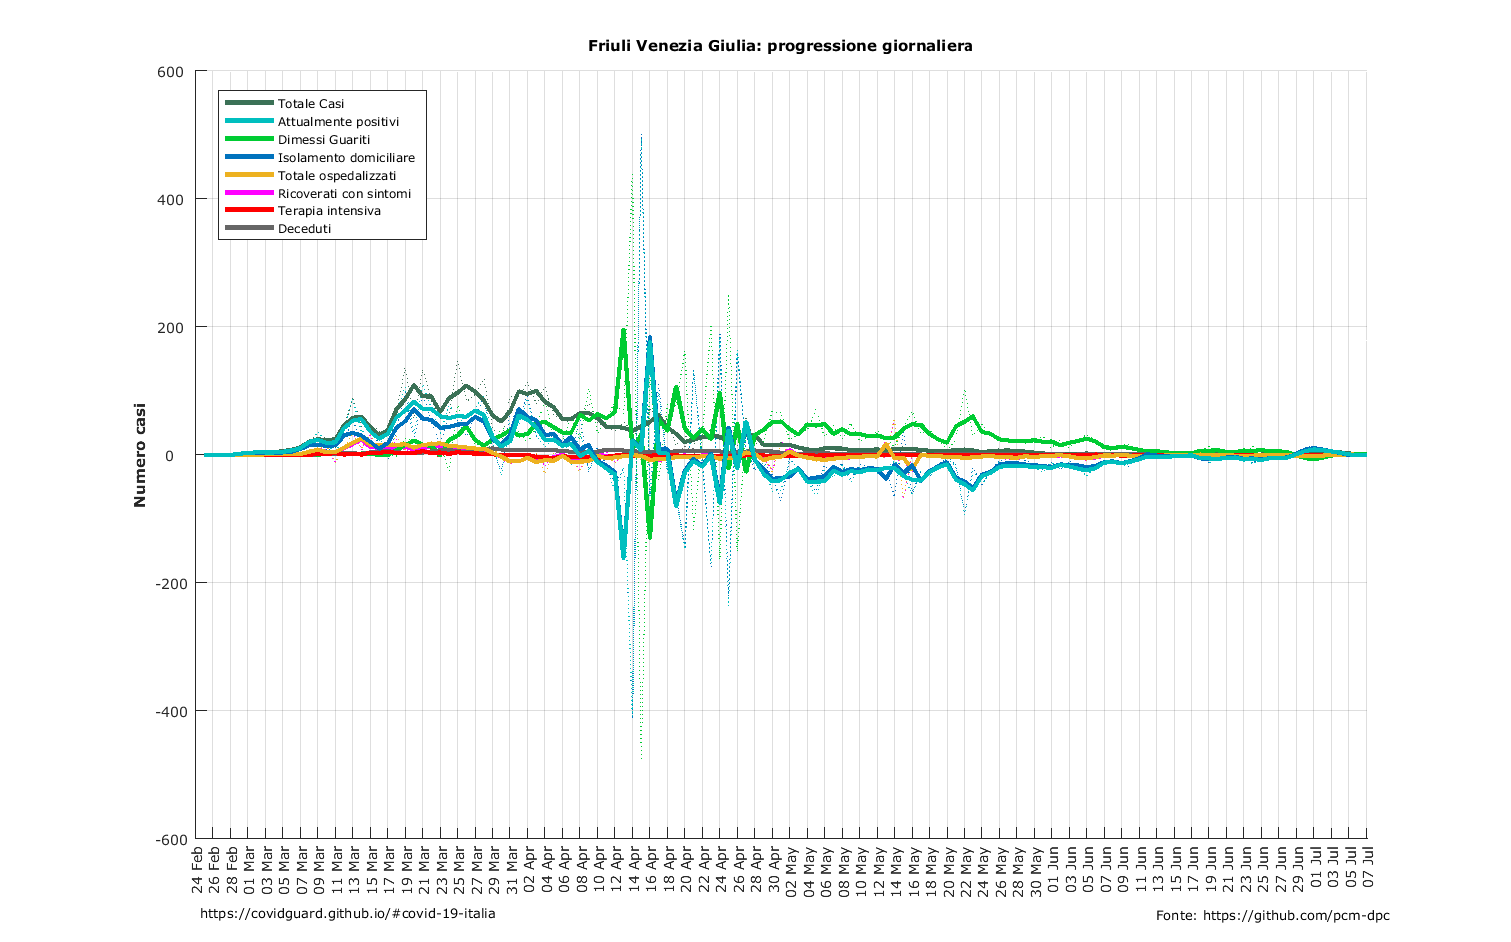 Friuli Venezia Giulia: progressione giornaliera
600
400
200
0
-200
-400
-600
Numero casi
Totale Casi
Attualmente positivi
Dimessi Guariti
Isolamento domiciliare
Totale ospedalizzati
Ricoverati con sintomi
Terapia intensiva
Deceduti
24 Feb
26 Feb
28 Feb
01 Mar
03 Mar
05 Mar
07 Mar
09 Mar
11 Mar
13 Mar
15 Mar
17 Mar
19 Mar
21 Mar
23 Mar
25 Mar
27 Mar
29 Mar
31 Mar
02 Apr
04 Apr
06 Apr
08 Apr
10 Apr
12 Apr
14 Apr
16 Apr
18 Apr
20 Apr
22 Apr
24 Apr
26 Apr
28 Apr
30 Apr
02 May
04 May
06 May
08 May
10 May
12 May
14 May
16 May
18 May
20 May
22 May
24 May
26 May
28 May
30 May
01 Jun
03 Jun
05 Jun
07 Jun
09 Jun
11 Jun
13 Jun
15 Jun
17 Jun
19 Jun
21 Jun
23 Jun
25 Jun
27 Jun
29 Jun
01 Jul
03 Jul
05 Jul
07 Jul
https://covidguard.github.io/#covid-19-italia
Fonte: https://github.com/pcm-dpc